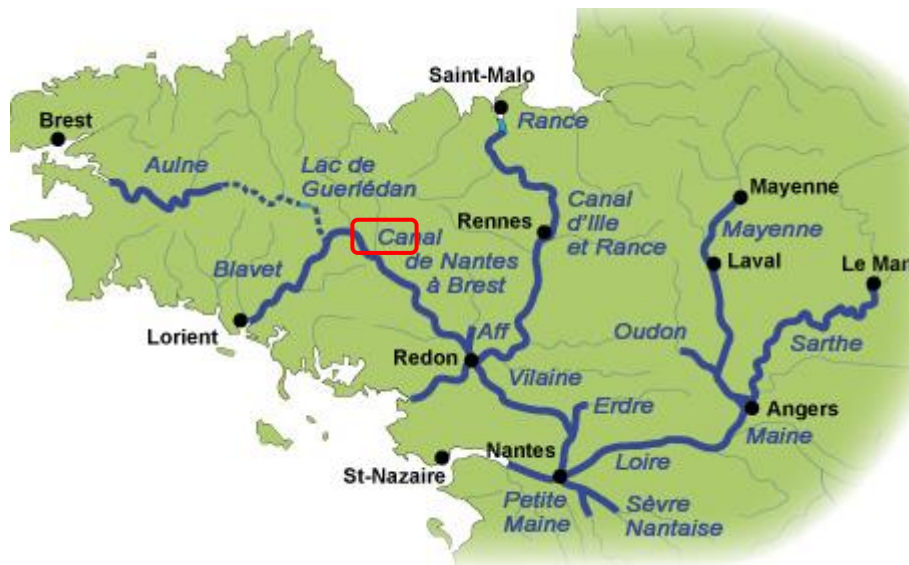 Saint-Malo
Brest
Rance
Aulne
Lac de
Guerlédan
Mayenne
Canal
d'Ille
et Rance
Rennes
Mayenne
Canal
de Nantes
à Brest
Laval
Le Man
Blavet
Lorient
Aff
Oudon
Sarthe
Redon
Vilaine
Erdre
Angers
Maine
Nantes
Loire
St-Nazaire
Petite
Maine
Sèvre
Nantaise